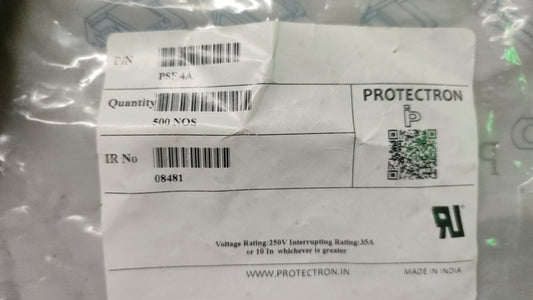 P/N
PSF 4A
Quantity
500 NOS
IR No
08481
PROTECTRON
Voltage Rating:250V Interrupting Rating:35A
or 10 In whichever is greater
WWW.PROTECTRON.IN
MADE IN INDIA